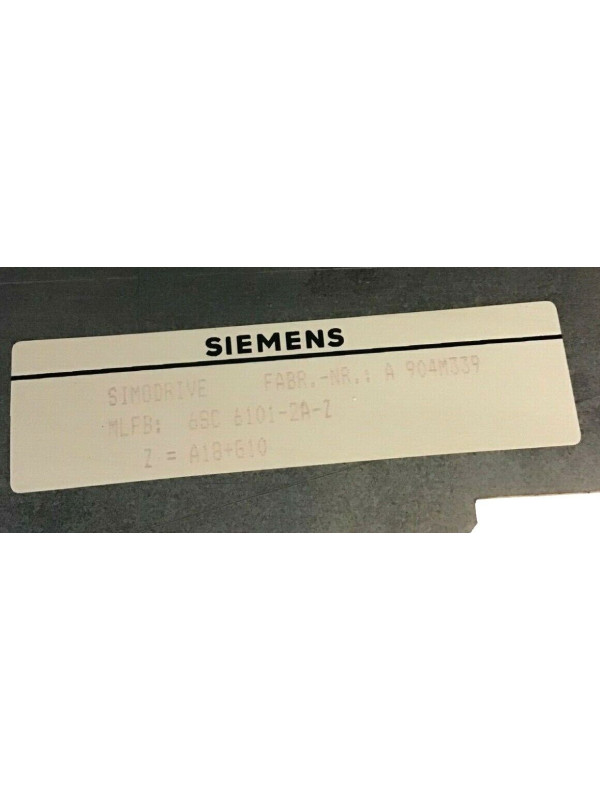 SIEMENS
SIMODRIVE FABR.-NR.: A 904M339
MLFB: 6SC 6101-2A-Z
Z = A18+G10